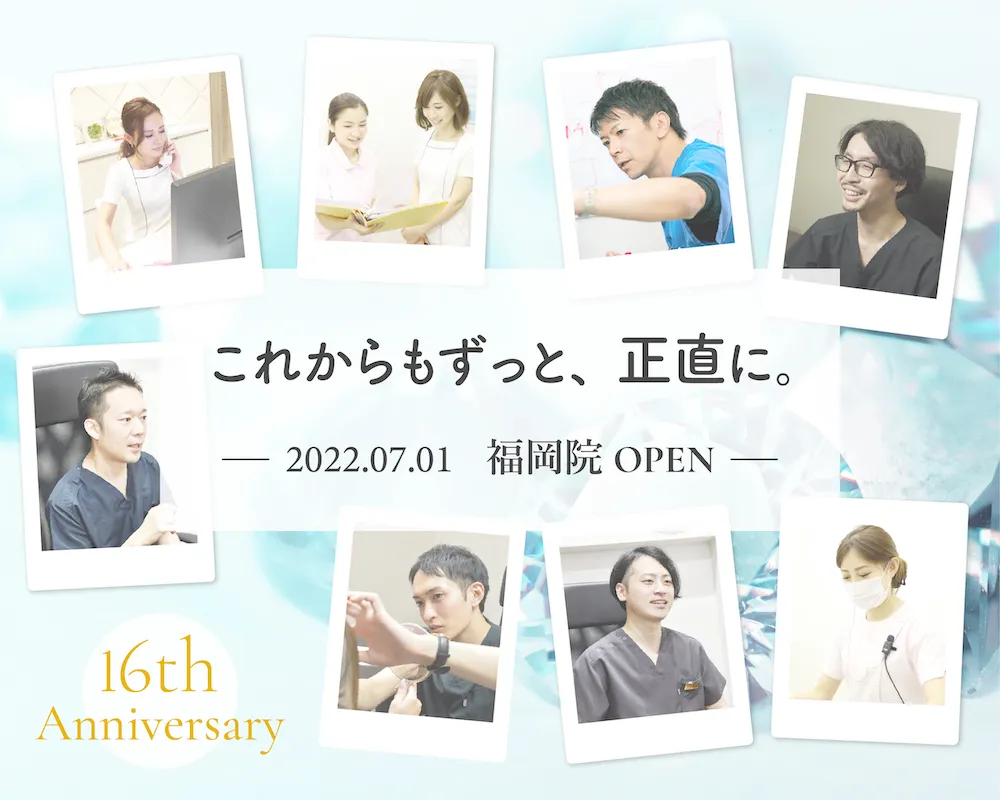 これからもずっと、正直に。
— 2022.07.01 福岡院 OPEN —
16th
Anniversary